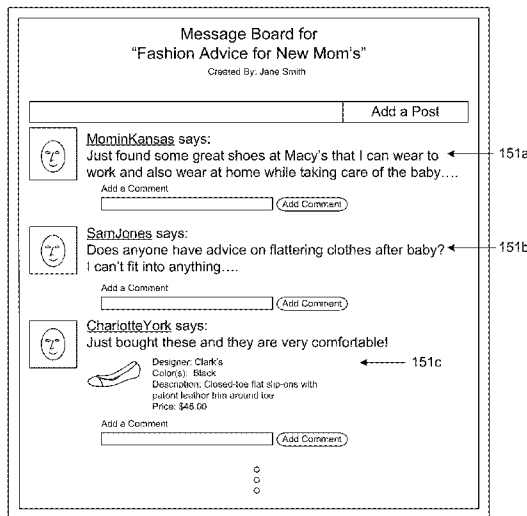 Message Board for
"Fashion Advice for New Mom's"
Created By: Jane Smith
Add a Post
MominKansas says:
Just found some great shoes at Macy's that I can wear to
work and also wear at home while taking care of the baby....
151a
Add a Comment
Add Comment
SamJones says:
Does anyone have advice on flattering clothes after baby?
I can't fit into anything....
151b
Add a Comment
Add Comment
CharlotteYork says:
Just bought these and they are very comfortable!
151c
Designer: Clark's
Color(s): Black
Description: Closed-toe flat slip-ons with
patent leather trim around toe
Price: $45.00
Add a Comment
Add Comment